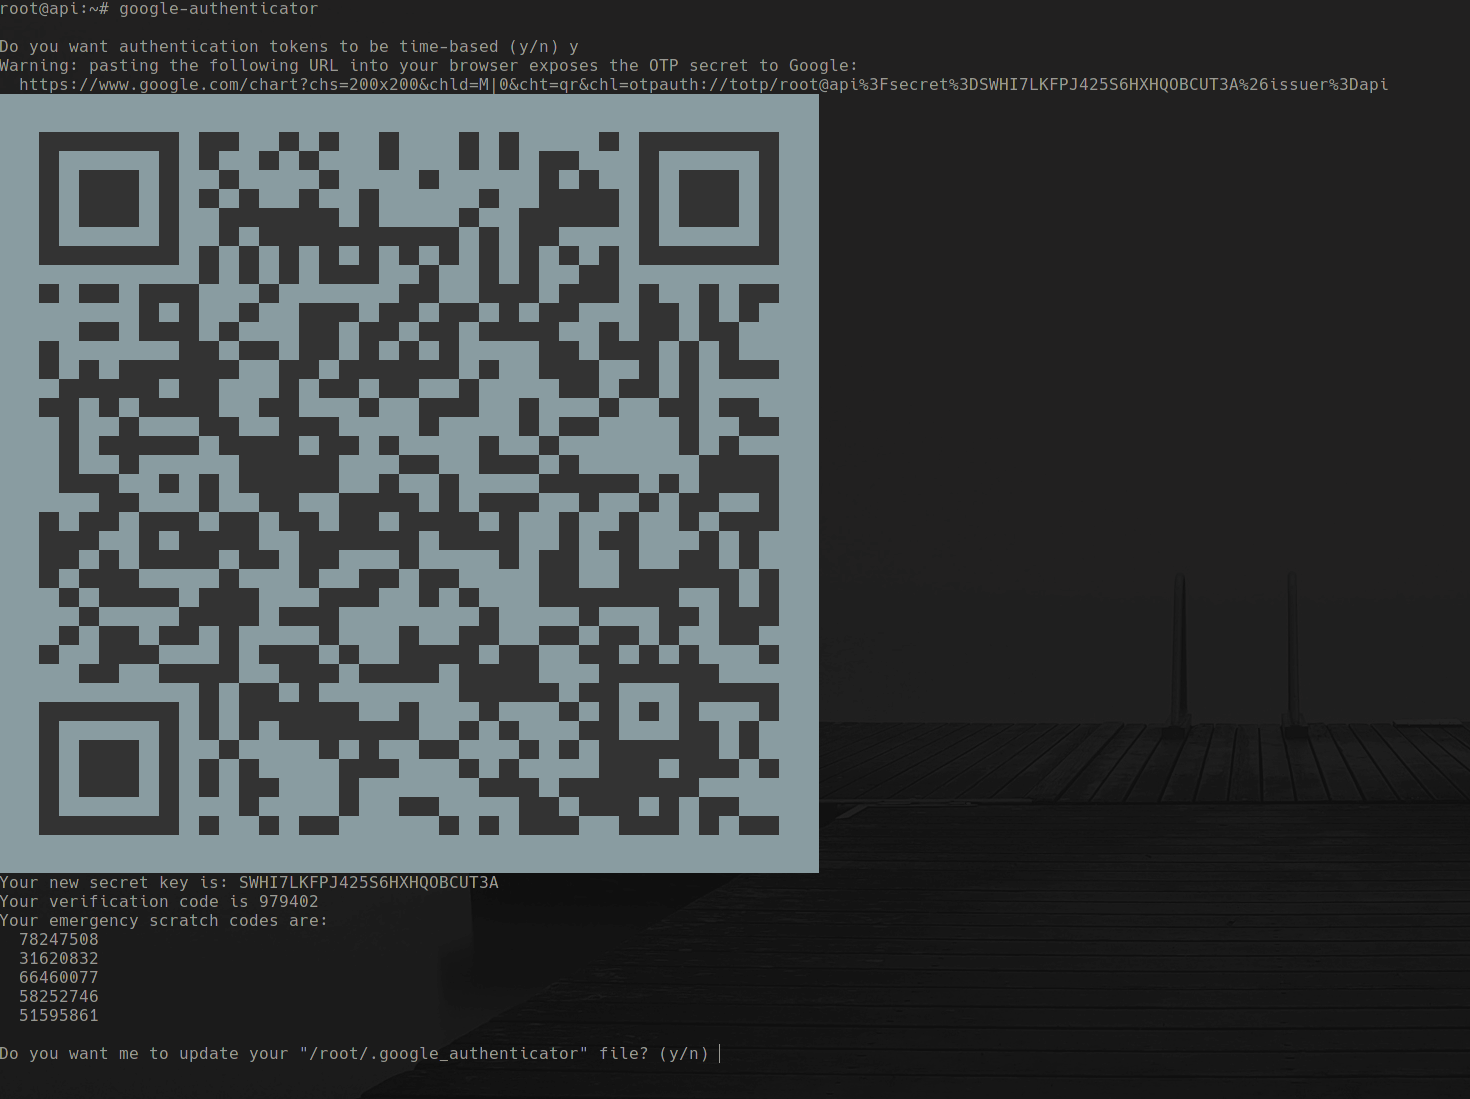 root@api:~# google-authenticator
Do you want authentication tokens to be time-based (y/n) y
Warning: pasting the following URL into your browser exposes the OTP secret to Google:
https://www.google.com/chart?chs=200x200&chld=M|0&cht=qr&chl=otpauth://totp/root@api%3Fsecret%3DSWHI7LKFPJ425S6HXHQOBCUT3A%26issuer%3Dapi
Your new secret key is: SWHI7LKFPJ425S6HXHQOBCUT3A
Your verification code is 979402
Your emergency scratch codes are:
78247508
31620832
66460077
58252746
51595861
Do you want me to update your "/root/.google_authenticator" file? (y/n)